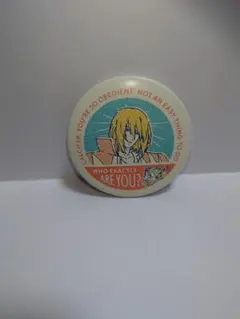 YOU'RE SO OBEDIENT. NOT AN EASY THING TO DO
WHO EXACTLY
ARE YOU?